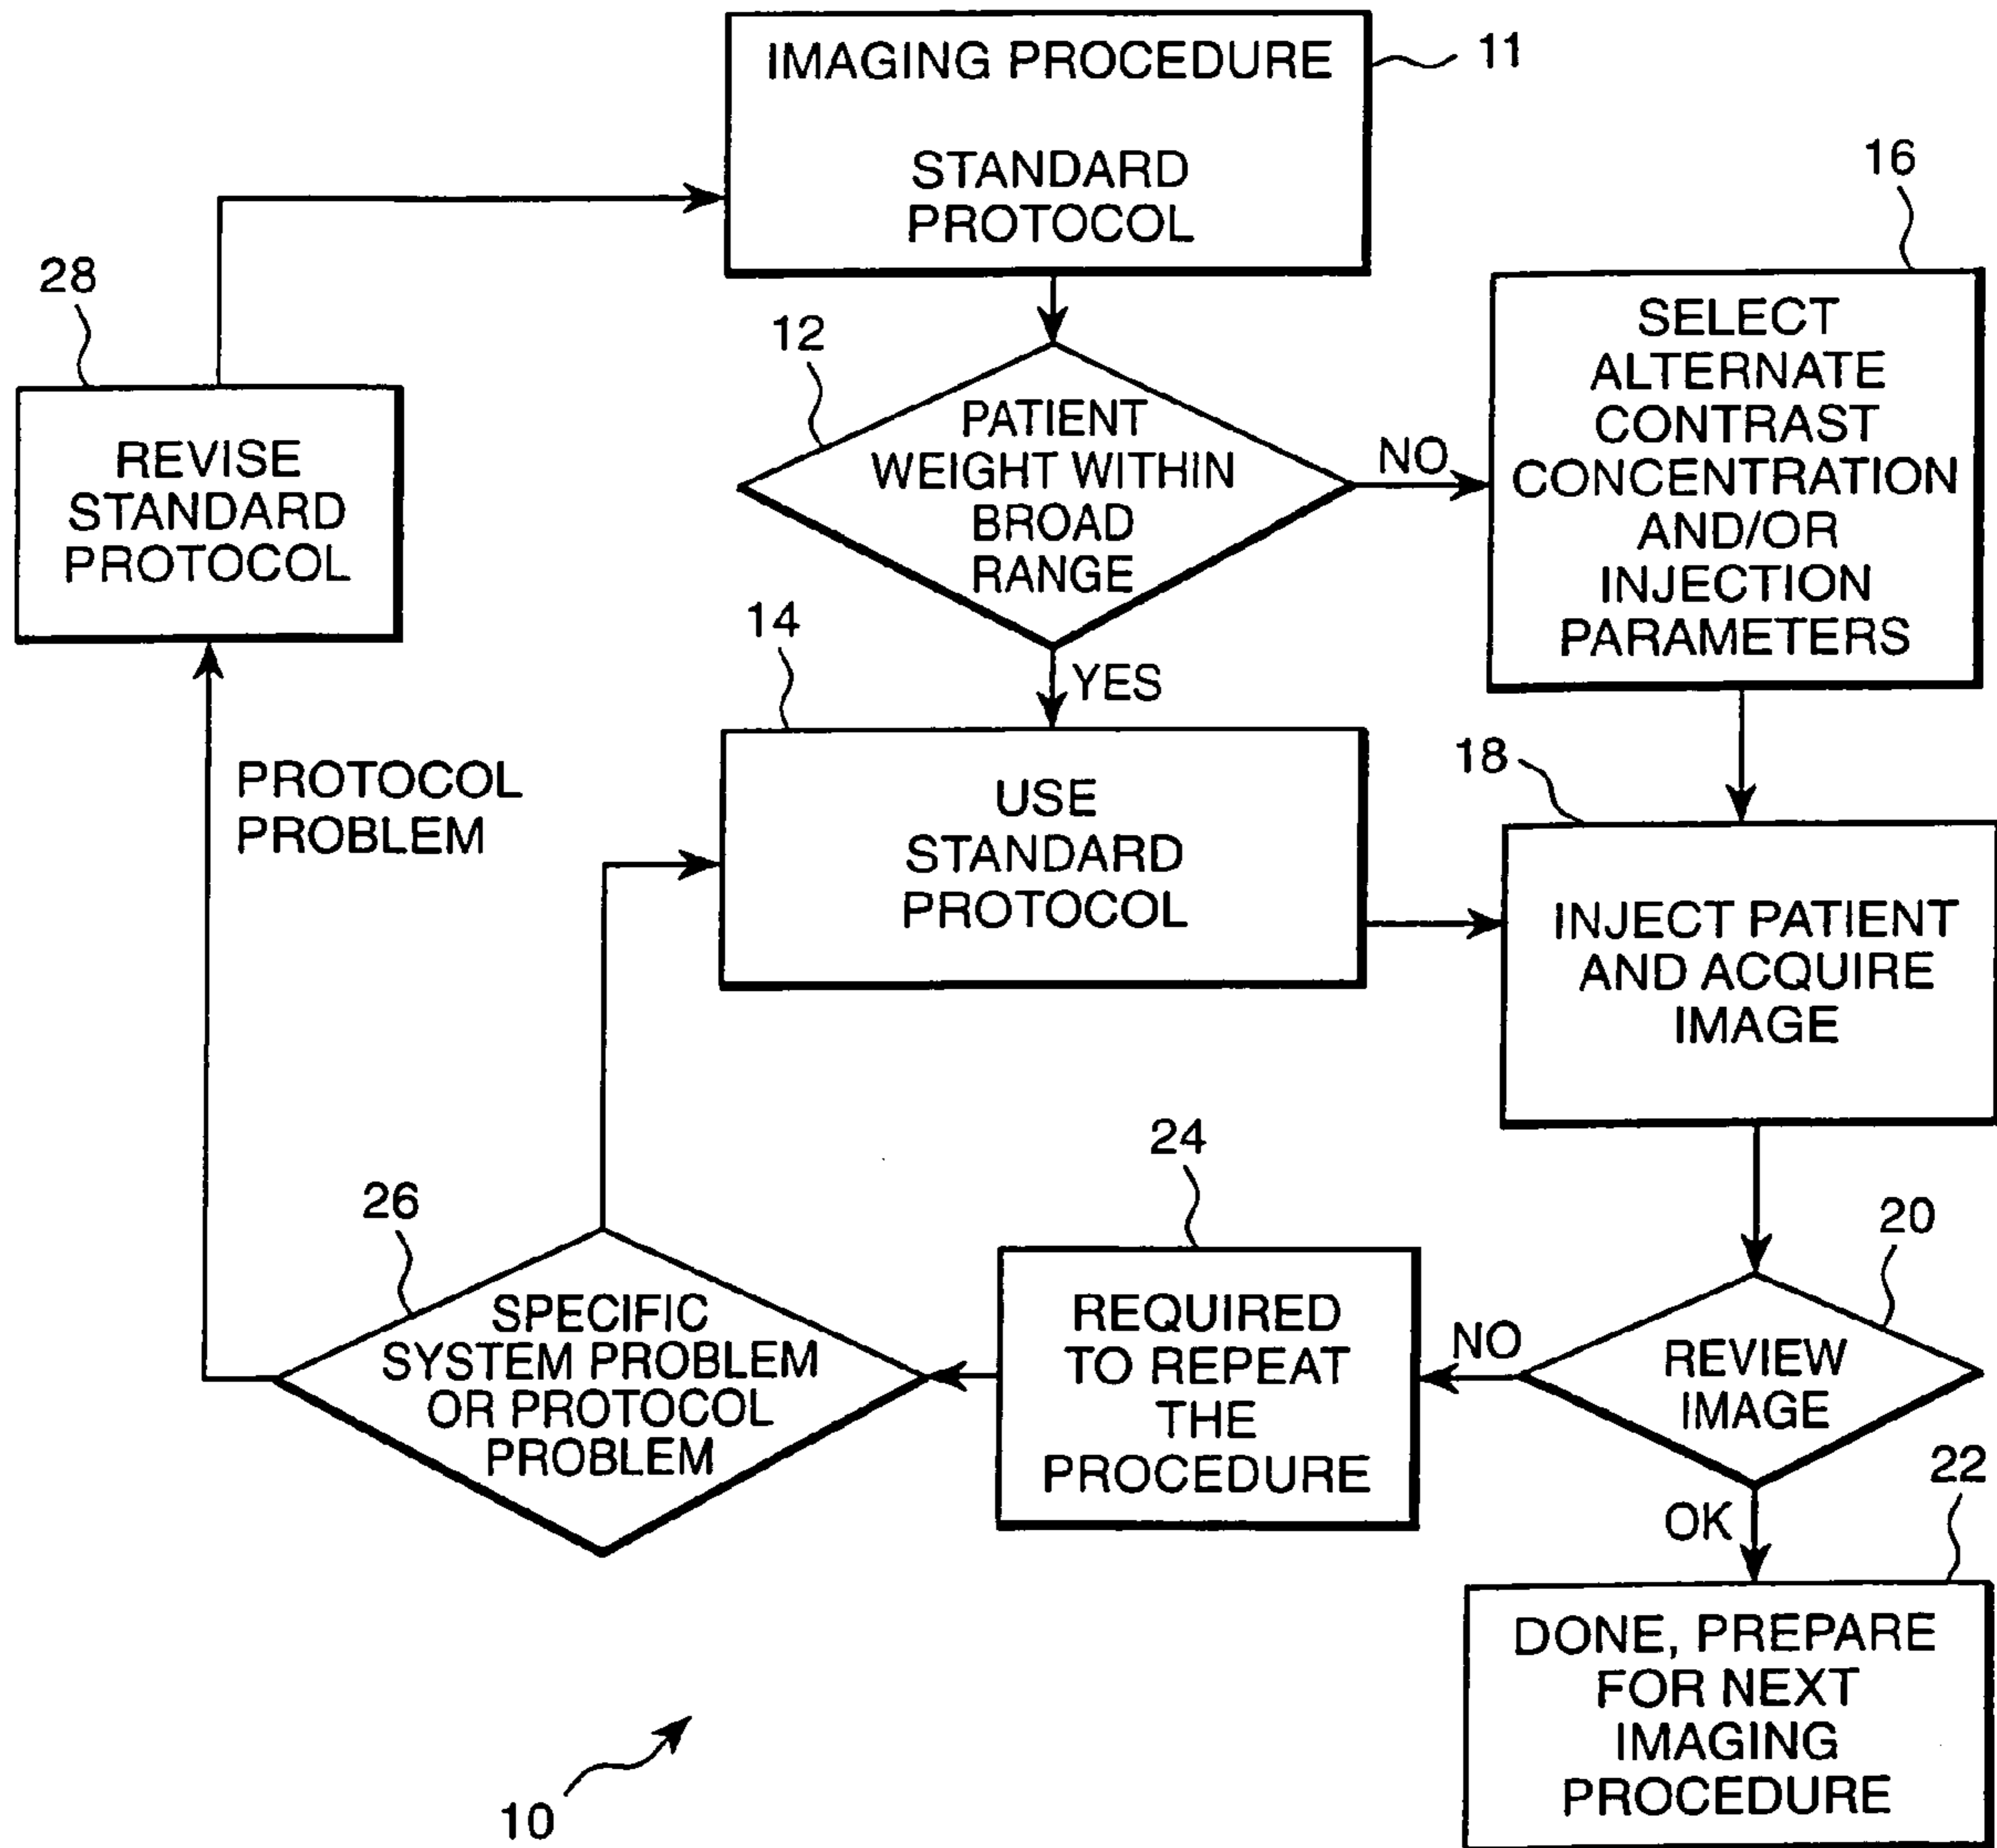 IMAGING PROCEDURE
STANDARD
PROTOCOL
11
12
PATIENT
WEIGHT WITHIN
BROAD
RANGE
NO
YES
16
SELECT
ALTERNATE
CONTRAST
CONCENTRATION
AND/OR
INJECTION
PARAMETERS
28
REVISE
STANDARD
PROTOCOL
PROTOCOL
PROBLEM
14
USE
STANDARD
PROTOCOL
18
INJECT PATIENT
AND ACQUIRE
IMAGE
20
REVIEW
IMAGE
NO
OK
24
REQUIRED
TO REPEAT
THE
PROCEDURE
26
SPECIFIC
SYSTEM PROBLEM
OR PROTOCOL
PROBLEM
22
DONE, PREPARE
FOR NEXT
IMAGING
PROCEDURE
10